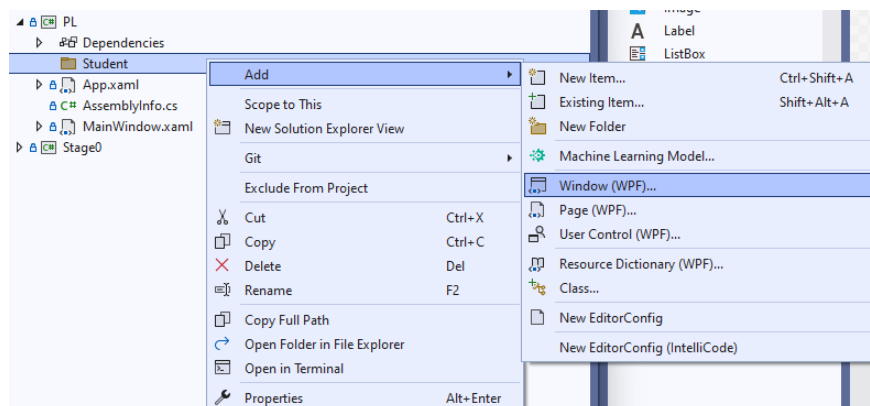 PL
Dependencies
Student
App.xaml
C# AssemblyInfo.cs
MainWindow.xaml
C# Stage0
Add
Scope to This
New Solution Explorer View
Git
Exclude From Project
Cut Ctrl+X
Copy Ctrl+C
Delete Del
Rename F2
Copy Full Path
Open Folder in File Explorer
Open in Terminal
Properties Alt+Enter
A Label
ListBox
New Item... Ctrl+Shift+A
Existing Item... Shift+Alt+A
New Folder
Machine Learning Model...
Window (WPF)...
Page (WPF)...
User Control (WPF)...
Resource Dictionary (WPF)...
Class...
New EditorConfig
New EditorConfig (IntelliCode)